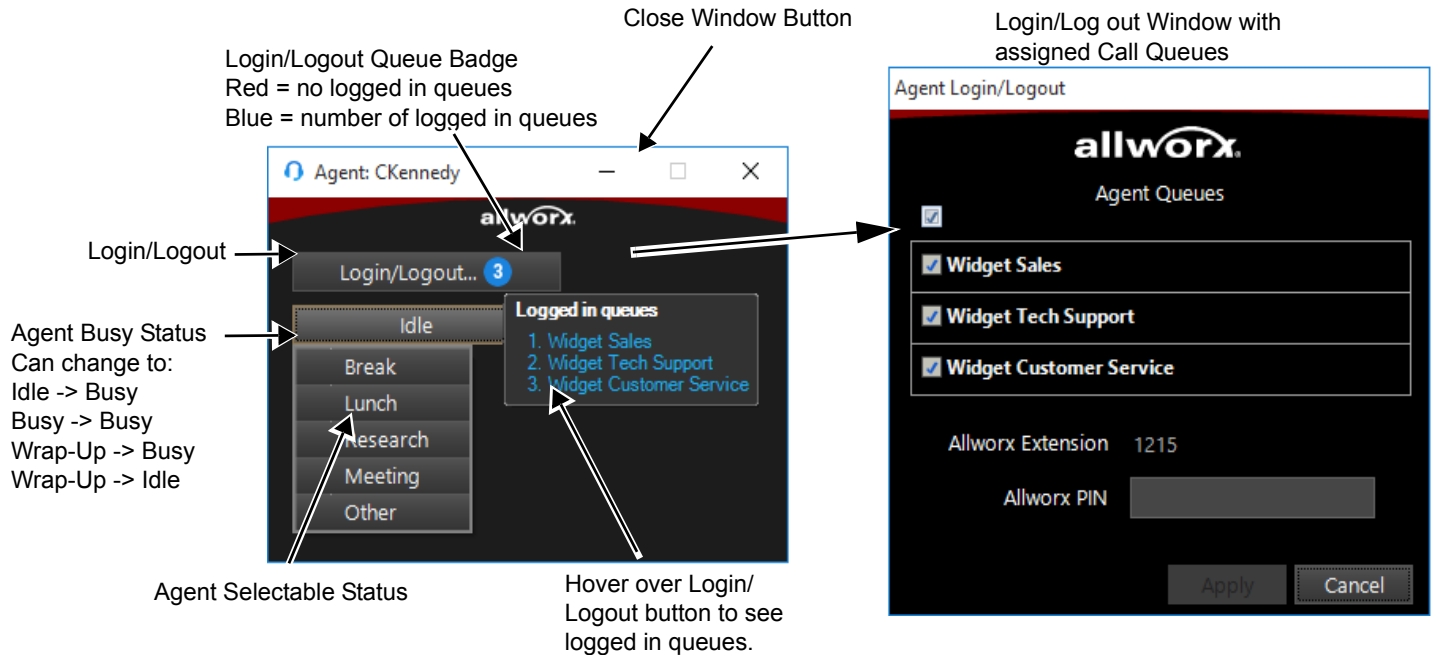 Close Window Button
Login/Log out Window with
assigned Call Queues
Login/Logout Queue Badge
Red = no logged in queues
Blue = number of logged in queues
Agent: CKennedy
allworx
Login/Logout
Login/Logout... 3
Agent Busy Status
Can change to:
Idle -> Busy
Busy -> Busy
Wrap-Up -> Busy
Wrap-Up -> Idle
Idle
Break
Lunch
Research
Meeting
Other
Logged in queues
1. Widget Sales
2. Widget Tech Support
3. Widget Customer Service
Agent Selectable Status
Hover over Login/
Logout button to see
logged in queues.
Agent Login/Logout
allworx.
Agent Queues
Widget Sales
Widget Tech Support
Widget Customer Service
Allworx Extension 1215
Allworx PIN
Apply Cancel